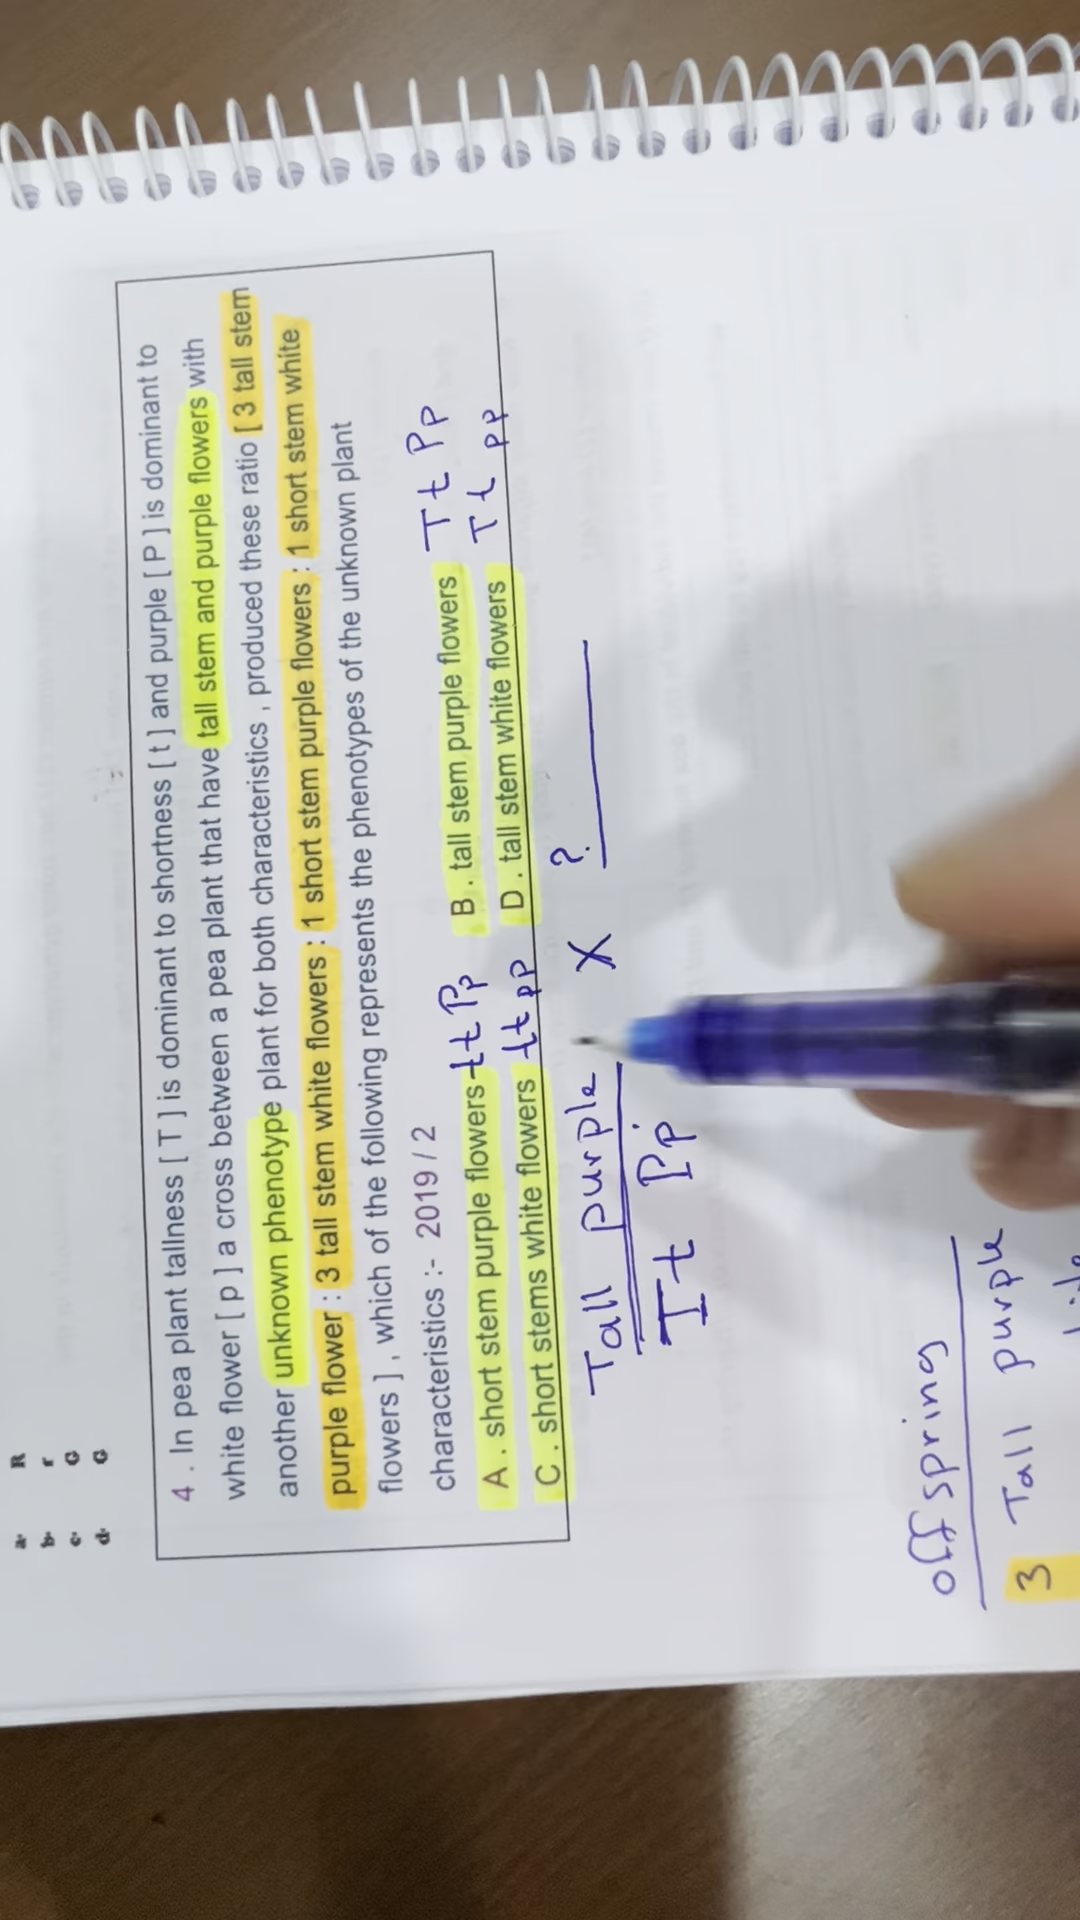 a. R
b. r
c. G
d. G
4 . In pea plant tallness [ T ] is dominant to shortness [ t ] and purple [ P ] is dominant to
white flower [ p ] a cross between a pea plant that have tall stem and purple flowers with
another unknown phenotype plant for both characteristics , produced these ratio [ 3 tall stem
purple flower : 3 tall stem white flowers : 1 short stem purple flowers : 1 short stem white
flowers ] , which of the following represents the phenotypes of the unknown plant
characteristics :- 2019 / 2
A . short stem purple flowers tt Pp B . tall stem purple flowers Tt Pp
C . short stems white flowers tt pp D . tall stem white flowers Tt pp
Tall purple X ?
Tt Pp
offspring
3 Tall purple